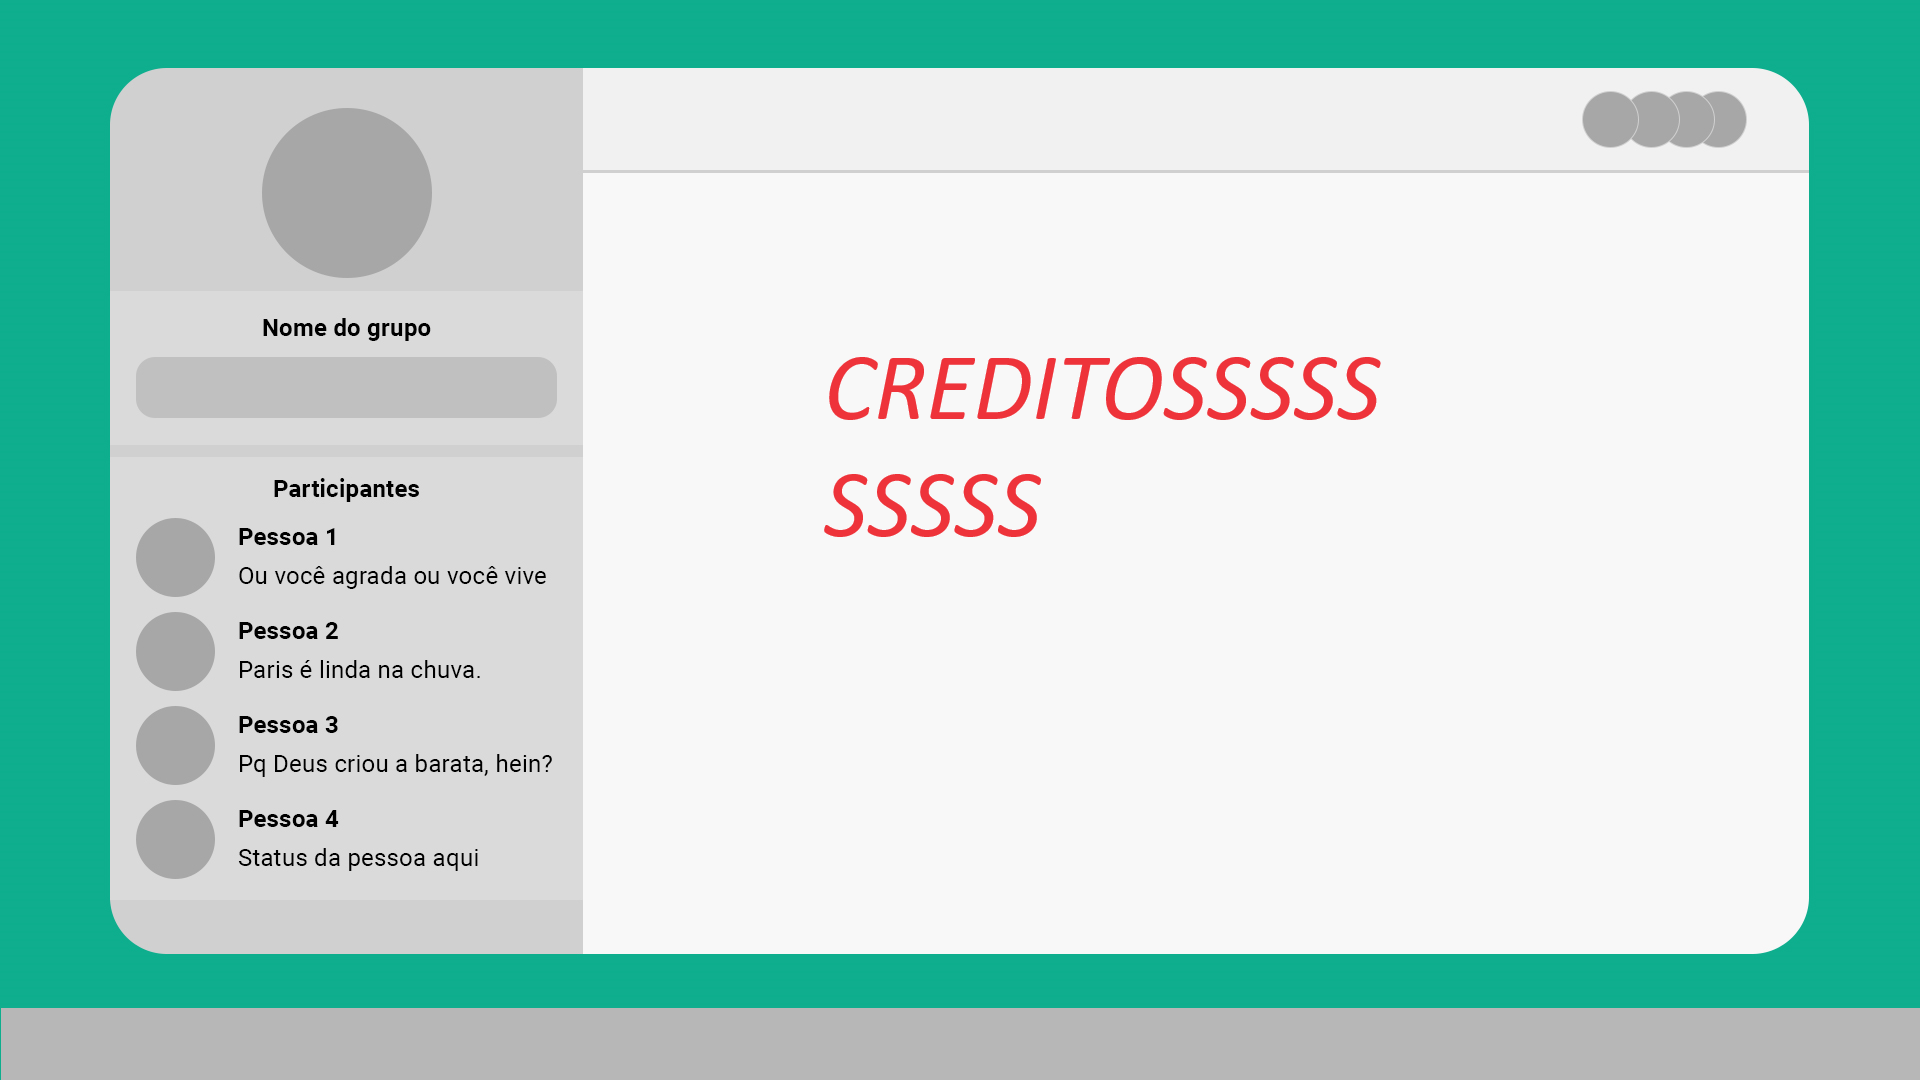 Nome do grupo
Participantes
Pessoa 1
Ou você agrada ou você vive
Pessoa 2
Paris é linda na chuva.
Pessoa 3
Pq Deus criou a barata, hein?
Pessoa 4
Status da pessoa aqui
CREDITOSSSSS
SSSSS